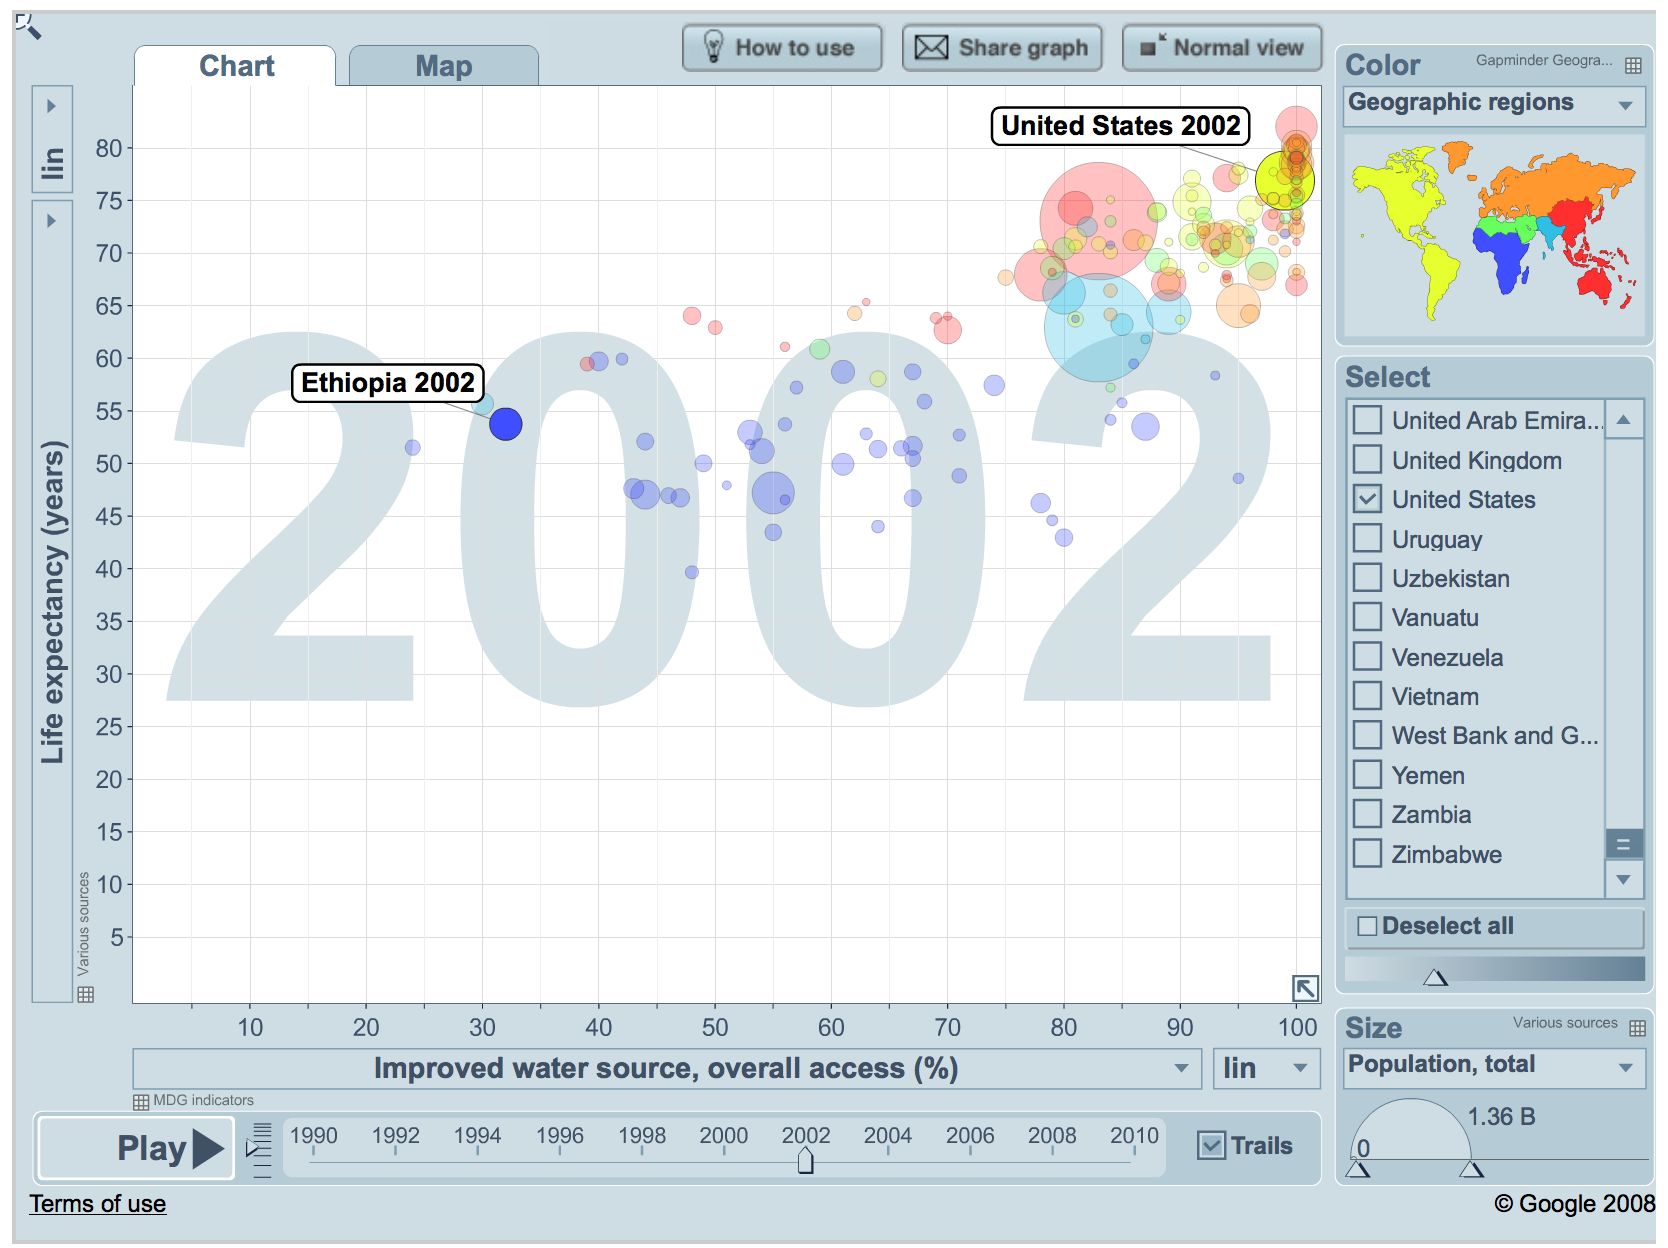 How to use
Share graph
Normal view
Chart
Map
Color
Gapminder Geogra...
Geographic regions
lin
Life expectancy (years)
Various sources
80
75
70
65
60
55
50
45
40
35
30
25
20
15
10
5
2002
United States 2002
Ethiopia 2002
10 20 30 40 50 60 70 80 90 100
Improved water source, overall access (%)
lin
MDG indicators
Select
United Arab Emira...
United Kingdom
United States
Uruguay
Uzbekistan
Vanuatu
Venezuela
Vietnam
West Bank and G...
Yemen
Zambia
Zimbabwe
Deselect all
Size
Various sources
Population, total
1.36 B
0
Play
1990 1992 1994 1996 1998 2000 2002 2004 2006 2008 2010
Trails
Terms of use
© Google 2008